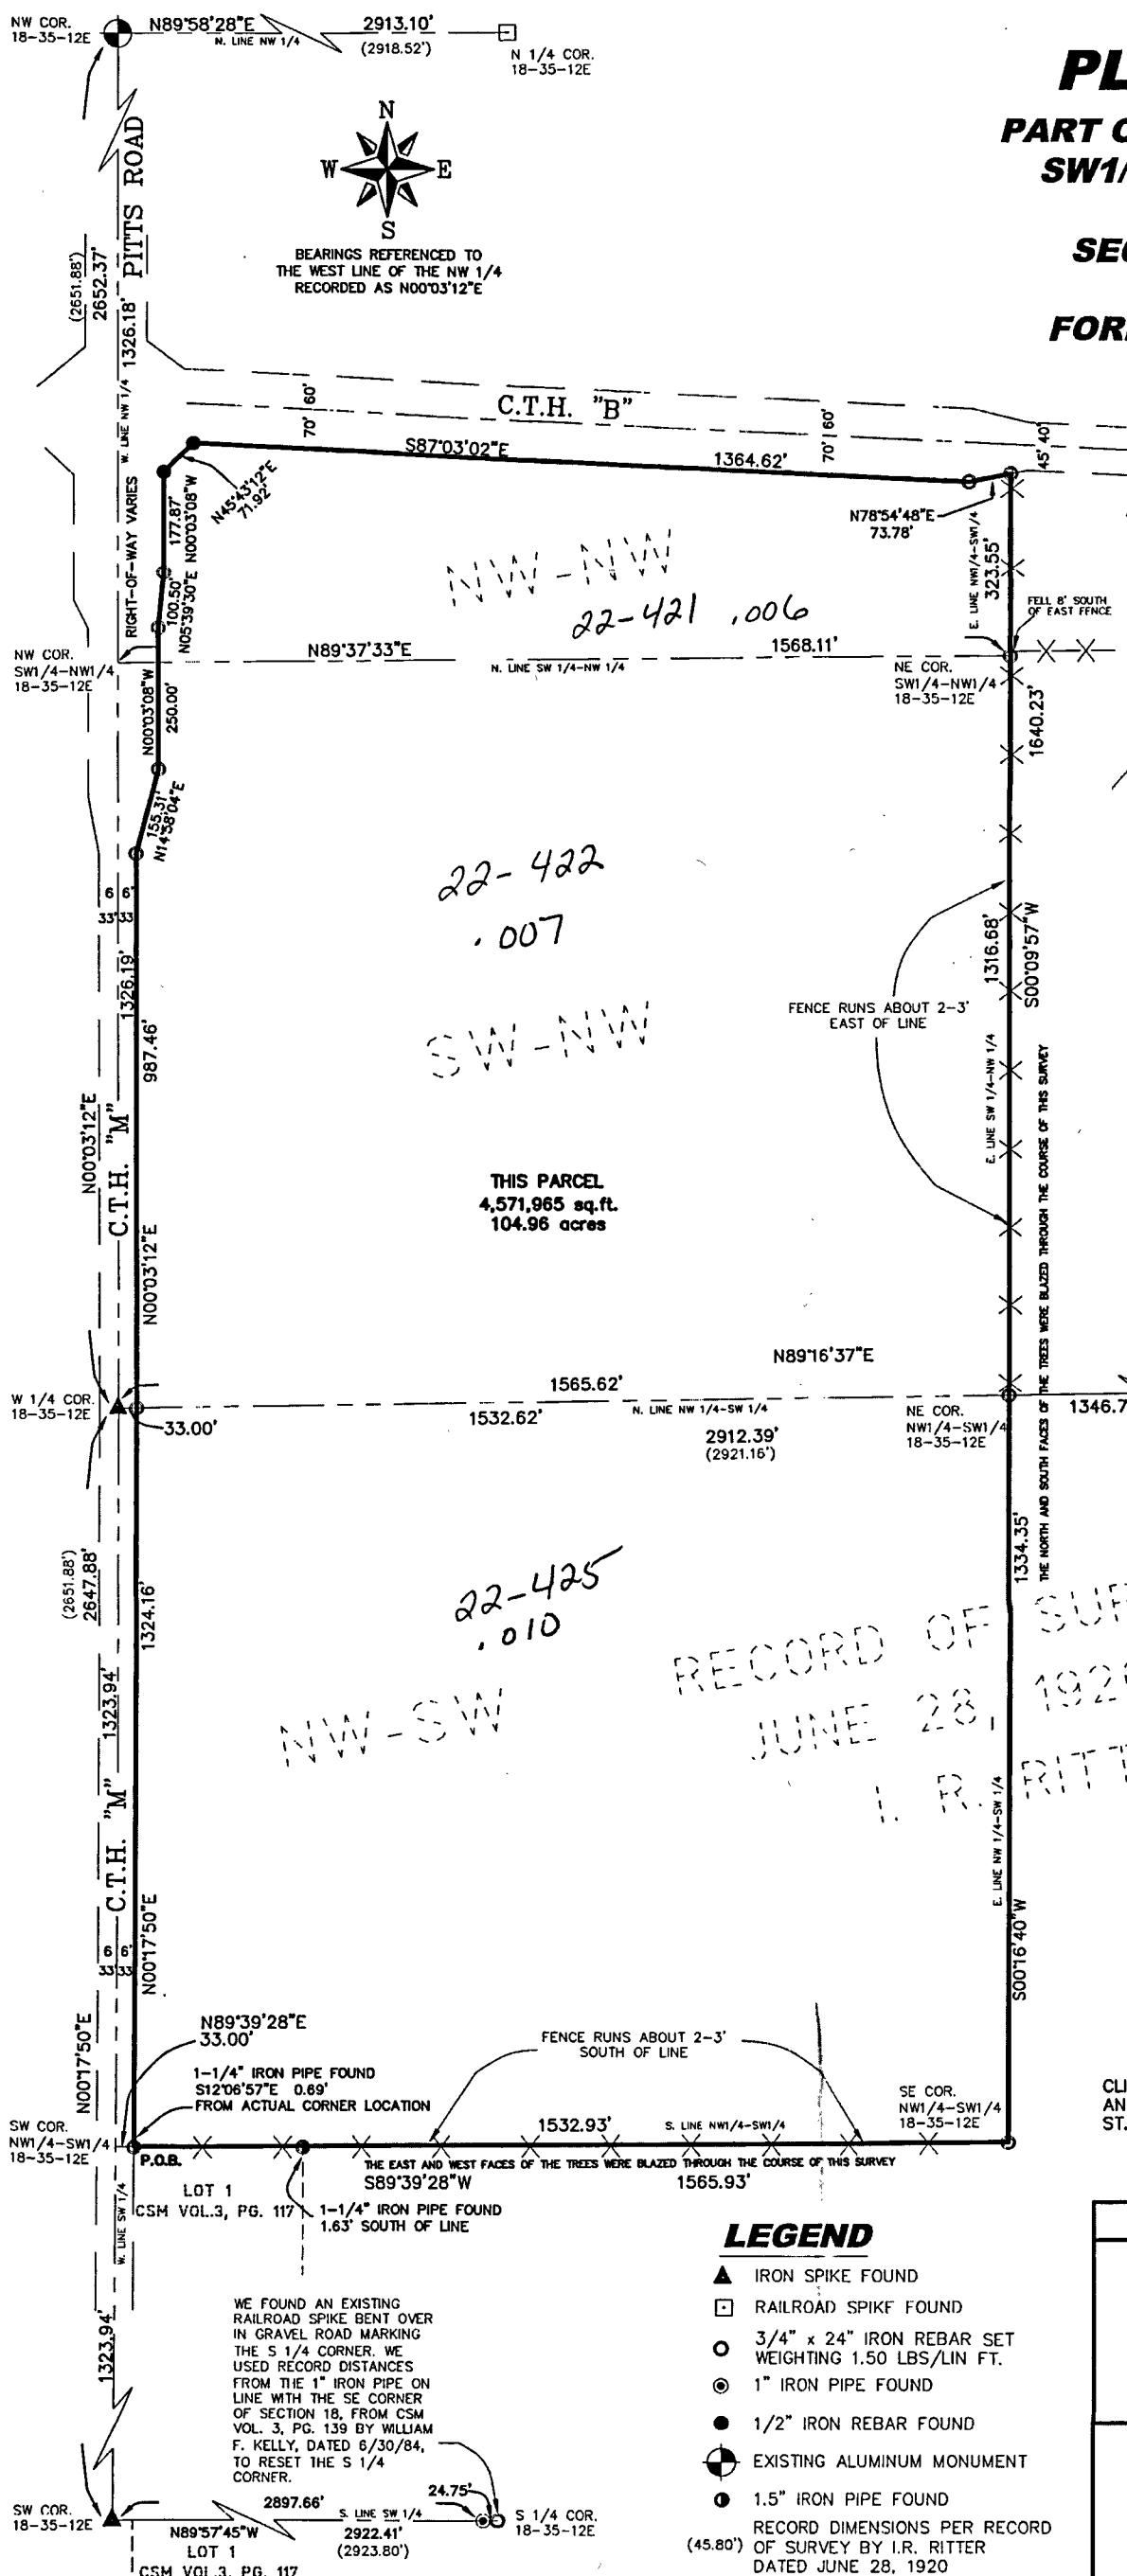 NW COR.
18-35-12E
N89°58'28"E
2913.10'
N. LINE NW 1/4
(2918.52')
N 1/4 COR.
18-35-12E
N
W
E
S
BEARINGS REFERENCED TO
THE WEST LINE OF THE NW 1/4
RECORDED AS N00°03'12"E
PITTS ROAD
(2651.88')
2652.37'
1326.18'
W. LINE NW 1/4
RIGHT-OF-WAY VARIES
C.T.H. "B"
70' 60'
70' 60'
45' 40'
S87°03'02"E
1364.62'
N45°43'12"E
71.92'
N78°54'48"E
73.78'
177.87'
N00°03'08"W
100.50'
N05°39'30"E
E. LINE NW1/4-SW1/4
323.55'
FELL 8' SOUTH
OF EAST FENCE
NW-NW
22-421 .006
N89°37'33"E
1568.11'
N. LINE SW 1/4-NW 1/4
NW COR.
SW1/4-NW1/4
18-35-12E
NE COR.
SW1/4-NW1/4
18-35-12E
N00°03'08"W
250.00'
1640.23'
155.31'
N14°58'04"E
22-422
.007
6 6'
33' 33'
1326.19'
987.46'
1316.68'
S00°09'57"W
FENCE RUNS ABOUT 2-3'
EAST OF LINE
SW-NW
E. LINE SW 1/4-NW 1/4
THE NORTH AND SOUTH FACES OF THE TREES WERE BLAZED THROUGH THE COURSE OF THIS SURVEY
N00°03'12"E
C.T.H. "M"
N00°03'12"E
THIS PARCEL
4,571,965 sq.ft.
104.96 acres
N89°16'37"E
W 1/4 COR.
18-35-12E
33.00'
1565.62'
1532.62'
N. LINE NW 1/4-SW 1/4
2912.39'
(2921.16')
NE COR.
NW1/4-SW1/4
18-35-12E
1346.7
(2651.88')
2647.88'
1324.16'
1334.35'
22-425
.010
NW-SW
RECORD OF SUR
JUNE 28, 192
I. R. RITT
1323.94'
C.T.H. "M"
E. LINE NW 1/4-SW 1/4
6 6'
33' 33'
N00°17'50"E
N00°17'50"E
S00°16'40"W
N89°39'28"E
33.00'
1-1/4" IRON PIPE FOUND
S12°06'57"E 0.69'
FROM ACTUAL CORNER LOCATION
FENCE RUNS ABOUT 2-3'
SOUTH OF LINE
SW COR.
NW1/4-SW1/4
18-35-12E
SE COR.
NW1/4-SW1/4
18-35-12E
1532.93'
S. LINE NW1/4-SW1/4
P.O.B.
THE EAST AND WEST FACES OF THE TREES WERE BLAZED THROUGH THE COURSE OF THIS SURVEY
S89°39'28"W
1565.93'
LOT 1
CSM VOL.3, PG. 117
1-1/4" IRON PIPE FOUND
1.63' SOUTH OF LINE
W. LINE SW 1/4
1323.94'
WE FOUND AN EXISTING
RAILROAD SPIKE BENT OVER
IN GRAVEL ROAD MARKING
THE S 1/4 CORNER. WE
USED RECORD DISTANCES
FROM THE 1" IRON PIPE ON
LINE WITH THE SE CORNER
OF SECTION 18, FROM CSM
VOL. 3, PG. 139 BY WILLIAM
F. KELLY, DATED 6/30/84,
TO RESET THE S 1/4
CORNER.
SW COR.
18-35-12E
2897.66'
24.75'
N89°57'45"W
S. LINE SW 1/4
2922.41'
(2923.80')
S 1/4 COR.
18-35-12E
LOT 1
CSM VOL.3, PG. 117
LEGEND
IRON SPIKE FOUND
RAILROAD SPIKE FOUND
3/4" x 24" IRON REBAR SET
WEIGHTING 1.50 LBS/LIN FT.
1" IRON PIPE FOUND
1/2" IRON REBAR FOUND
EXISTING ALUMINUM MONUMENT
1.5" IRON PIPE FOUND
(45.80') RECORD DIMENSIONS PER RECORD
OF SURVEY BY I.R. RITTER
DATED JUNE 28, 1920
PL
PART O
SW1/
SEC
FOR
CLI
AN
ST.